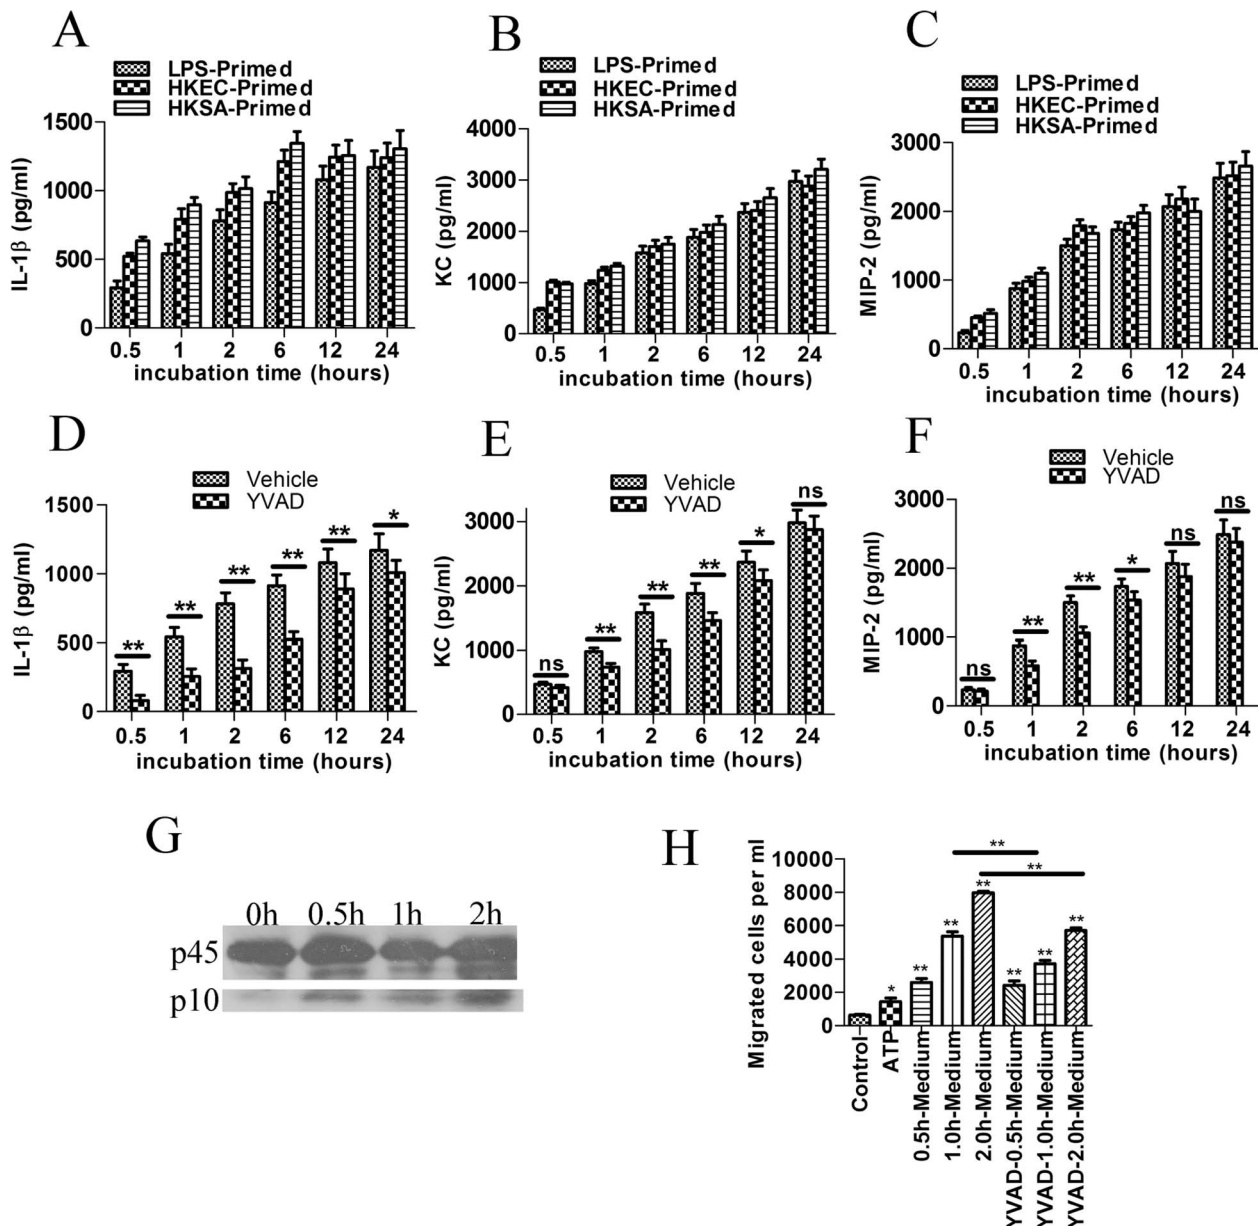 A
LPS-Primed
HKEC-Primed
HKSA-Primed
1500
1000
500
0
IL-1β (pg/ml)
0.5 1 2 6 12 24
incubation time (hours)
B
LPS-Primed
HKEC-Primed
HKSA-Primed
4000
3000
2000
1000
0
KC (pg/ml)
0.5 1 2 6 12 24
incubation time (hours)
C
LPS-Primed
HKEC-Primed
HKSA-Primed
3000
2000
1000
0
MIP-2 (pg/ml)
0.5 1 2 6 12 24
incubation time (hours)
D
Vehicle
YVAD
1500
1000
500
0
IL-1β (pg/ml)
** ** ** ** ** *
0.5 1 2 6 12 24
incubation time (hours)
E
Vehicle
YVAD
3000
2000
1000
0
KC (pg/ml)
ns ** ** ** * ns
0.5 1 2 6 12 24
incubation time (hours)
F
Vehicle
YVAD
3000
2000
1000
0
MIP-2 (pg/ml)
ns ** ** * ns ns
0.5 1 2 6 12 24
incubation time (hours)
G
0h 0.5h 1h 2h
p45
p10
H
10000
8000
6000
4000
2000
0
Migrated cells per ml
**
**
* ** ** ** ** ** **
Control
ATP
0.5h-Medium
1.0h-Medium
2.0h-Medium
YVAD-0.5h-Medium
YVAD-1.0h-Medium
YVAD-2.0h-Medium